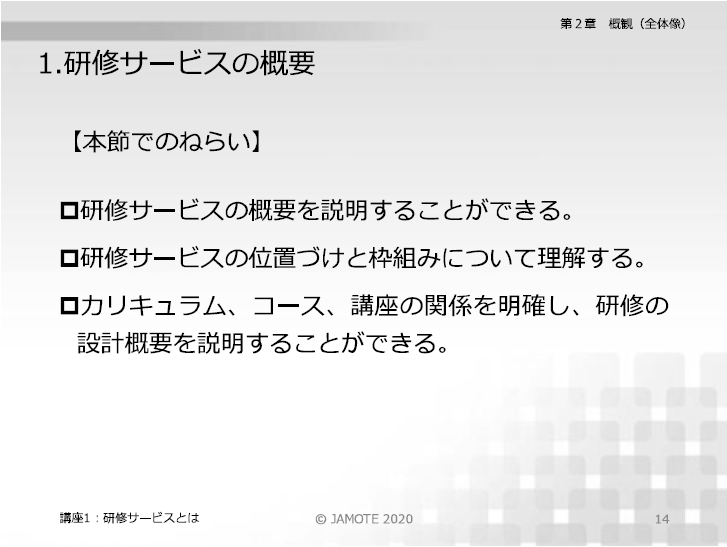 第２章　概観（全体像）
1.研修サービスの概要
【本節でのねらい】
研修サービスの概要を説明することができる。
研修サービスの位置づけと枠組みについて理解する。
カリキュラム、コース、講座の関係を明確し、研修の
設計概要を説明することができる。
講座1：研修サービスとは
© JAMOTE 2020
14